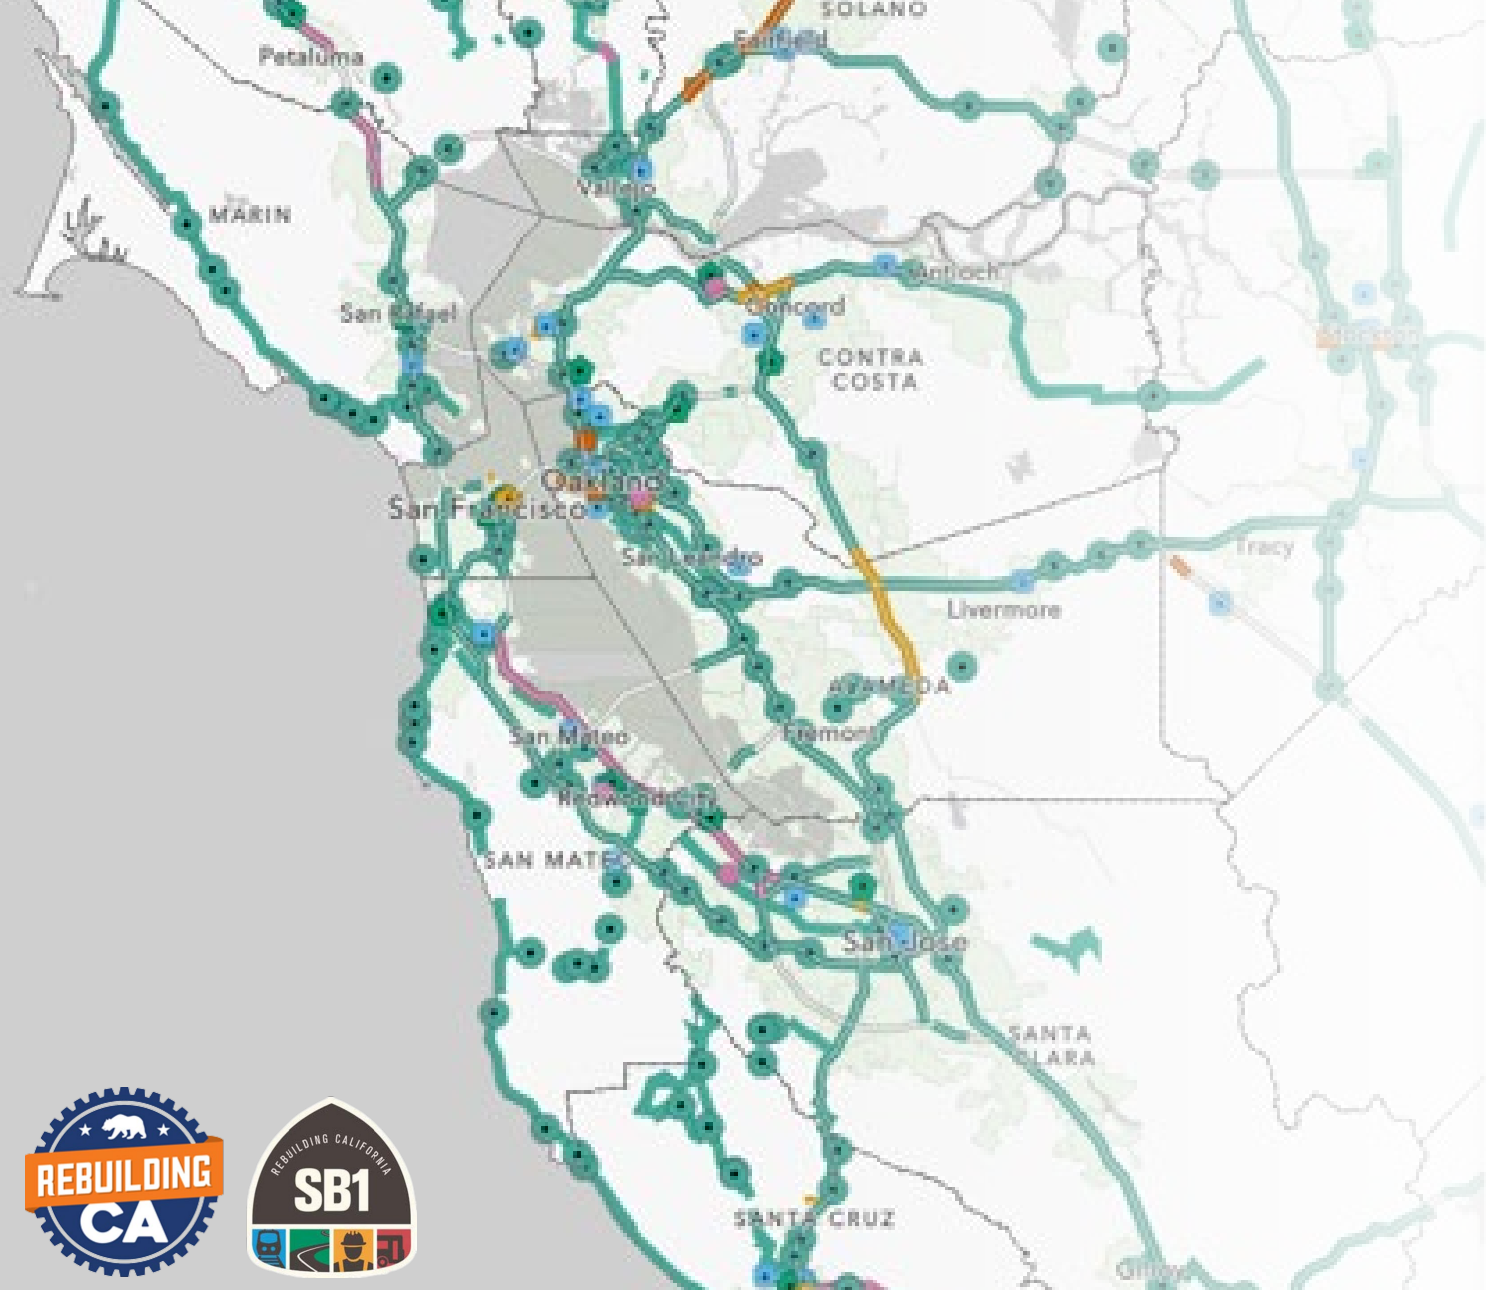 SOLANO
Fairfield
Petaluma
Vallejo
MARIN
Antioch
Concord
San Rafael
CONTRA
COSTA
Oakland
San Francisco
San Leandro
Tracy
Livermore
ALAMEDA
Fremont
San Mateo
Redwood City
SAN MATEO
San Jose
SANTA
CLARA
REBUILDING
CA
REBUILDING CALIFORNIA
SB1
SANTA CRUZ
Gilroy